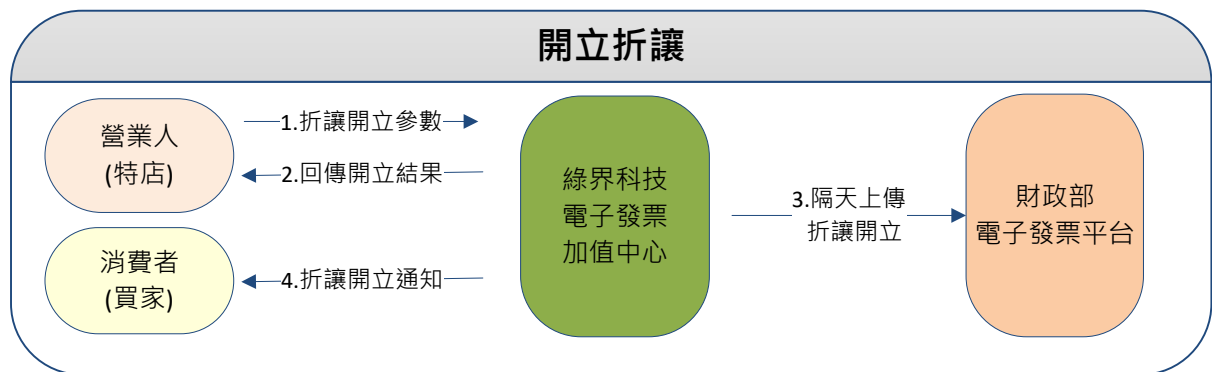 開立折讓
營業人
(特店)
1.折讓開立參數
2.回傳開立結果
消費者
(買家)
4.折讓開立通知
綠界科技
電子發票
加值中心
3.隔天上傳
折讓開立
財政部
電子發票平台